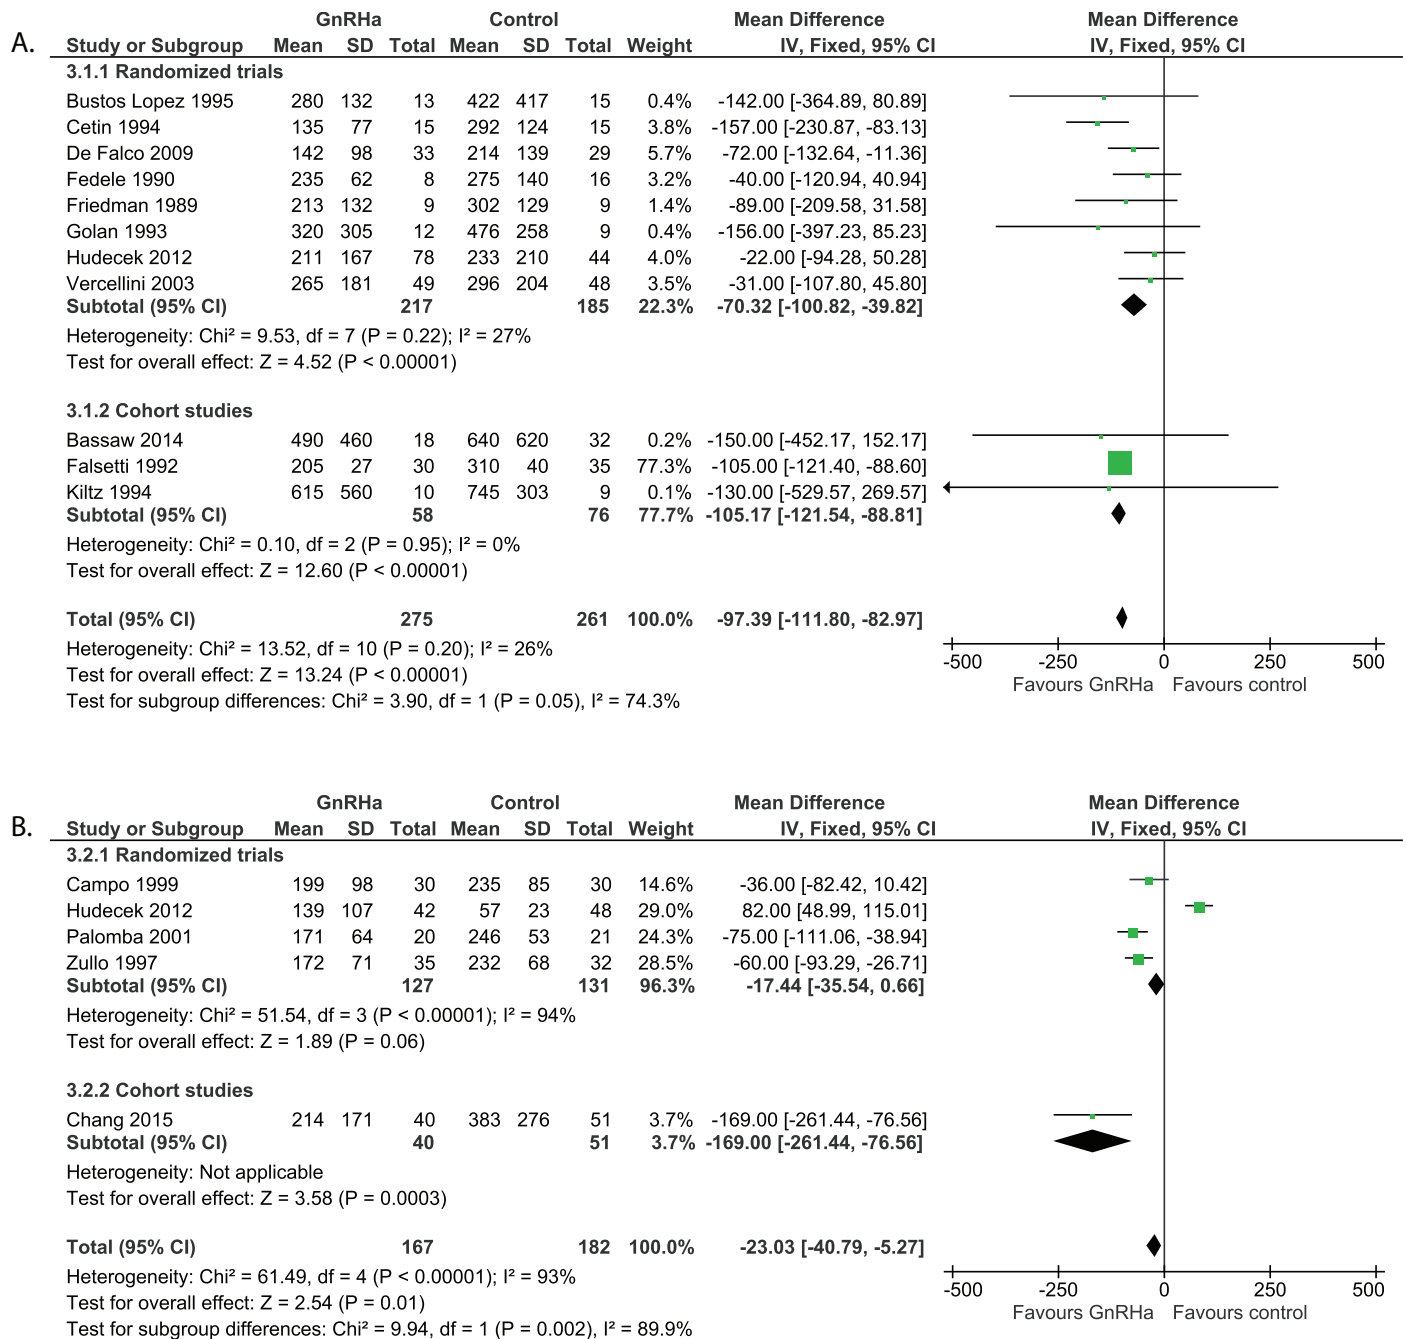 A.
GnRHa Control Mean Difference Mean Difference
Study or Subgroup Mean SD Total Mean SD Total Weight IV, Fixed, 95% CI IV, Fixed, 95% CI
3.1.1 Randomized trials
Bustos Lopez 1995 280 132 13 422 417 15 0.4% -142.00 [-364.89, 80.89]
Cetin 1994 135 77 15 292 124 15 3.8% -157.00 [-230.87, -83.13]
De Falco 2009 142 98 33 214 139 29 5.7% -72.00 [-132.64, -11.36]
Fedele 1990 235 62 8 275 140 16 3.2% -40.00 [-120.94, 40.94]
Friedman 1989 213 132 9 302 129 9 1.4% -89.00 [-209.58, 31.58]
Golan 1993 320 305 12 476 258 9 0.4% -156.00 [-397.23, 85.23]
Hudecek 2012 211 167 78 233 210 44 4.0% -22.00 [-94.28, 50.28]
Vercellini 2003 265 181 49 296 204 48 3.5% -31.00 [-107.80, 45.80]
Subtotal (95% CI) 217 185 22.3% -70.32 [-100.82, -39.82]
Heterogeneity: Chi² = 9.53, df = 7 (P = 0.22); I² = 27%
Test for overall effect: Z = 4.52 (P < 0.00001)
3.1.2 Cohort studies
Bassaw 2014 490 460 18 640 620 32 0.2% -150.00 [-452.17, 152.17]
Falsetti 1992 205 27 30 310 40 35 77.3% -105.00 [-121.40, -88.60]
Kiltz 1994 615 560 10 745 303 9 0.1% -130.00 [-529.57, 269.57]
Subtotal (95% CI) 58 76 77.7% -105.17 [-121.54, -88.81]
Heterogeneity: Chi² = 0.10, df = 2 (P = 0.95); I² = 0%
Test for overall effect: Z = 12.60 (P < 0.00001)
Total (95% CI) 275 261 100.0% -97.39 [-111.80, -82.97]
Heterogeneity: Chi² = 13.52, df = 10 (P = 0.20); I² = 26%
Test for overall effect: Z = 13.24 (P < 0.00001)
Test for subgroup differences: Chi² = 3.90, df = 1 (P = 0.05), I² = 74.3%
-500 -250 0 250 500
Favours GnRHa Favours control
B.
GnRHa Control Mean Difference Mean Difference
Study or Subgroup Mean SD Total Mean SD Total Weight IV, Fixed, 95% CI IV, Fixed, 95% CI
3.2.1 Randomized trials
Campo 1999 199 98 30 235 85 30 14.6% -36.00 [-82.42, 10.42]
Hudecek 2012 139 107 42 57 23 48 29.0% 82.00 [48.99, 115.01]
Palomba 2001 171 64 20 246 53 21 24.3% -75.00 [-111.06, -38.94]
Zullo 1997 172 71 35 232 68 32 28.5% -60.00 [-93.29, -26.71]
Subtotal (95% CI) 127 131 96.3% -17.44 [-35.54, 0.66]
Heterogeneity: Chi² = 51.54, df = 3 (P < 0.00001); I² = 94%
Test for overall effect: Z = 1.89 (P = 0.06)
3.2.2 Cohort studies
Chang 2015 214 171 40 383 276 51 3.7% -169.00 [-261.44, -76.56]
Subtotal (95% CI) 40 51 3.7% -169.00 [-261.44, -76.56]
Heterogeneity: Not applicable
Test for overall effect: Z = 3.58 (P = 0.0003)
Total (95% CI) 167 182 100.0% -23.03 [-40.79, -5.27]
Heterogeneity: Chi² = 61.49, df = 4 (P < 0.00001); I² = 93%
Test for overall effect: Z = 2.54 (P = 0.01)
Test for subgroup differences: Chi² = 9.94, df = 1 (P = 0.002), I² = 89.9%
-500 -250 0 250 500
Favours GnRHa Favours control